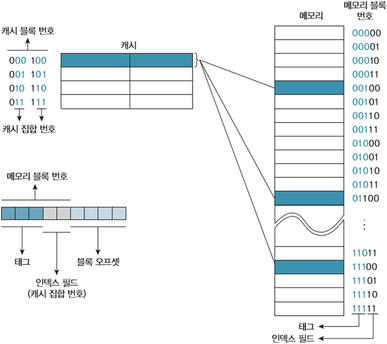 캐시 블록 번호
000 100
001 101
010 110
011 111
캐시 집합 번호
캐시
메모리 블록 번호
태그
블록 오프셋
인덱스 필드
(캐시 집합 번호)
메모리
메모리 블록
번호
00000
00001
00010
00011
00100
00101
00110
00111
01000
01001
01010
01011
01100
⋮
11011
11100
11101
11110
11111
태그
인덱스 필드